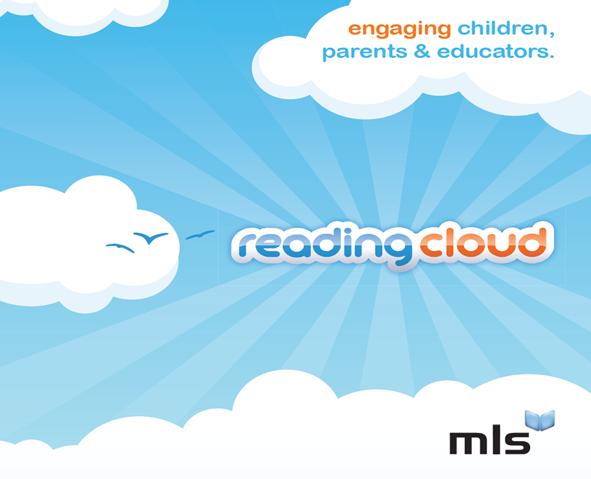 engaging children,
parents & educators.
readingcloud
mls